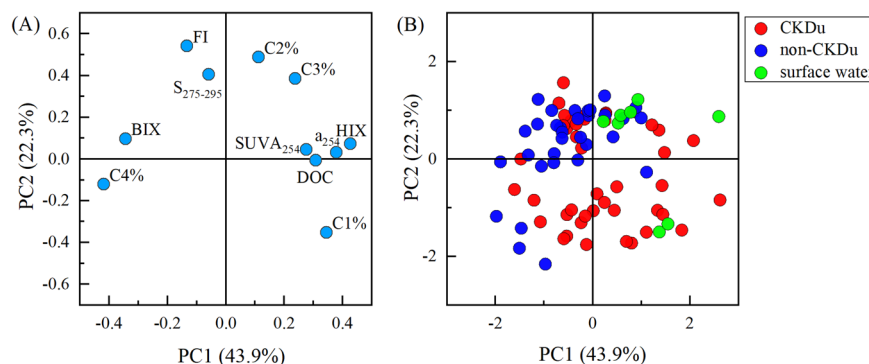 (A)
FI
C2%
C3%
S275-295
BIX
HIX
a254
SUVA254
DOC
C4%
C1%
0.6
0.4
0.2
0.0
-0.2
-0.4
-0.6
PC2 (22.3%)
-0.4 -0.2 0.0 0.2 0.4
PC1 (43.9%)
(B)
2
0
-2
PC2 (22.3%)
-2 0 2
PC1 (43.9%)
CKDu
non-CKDu
surface water